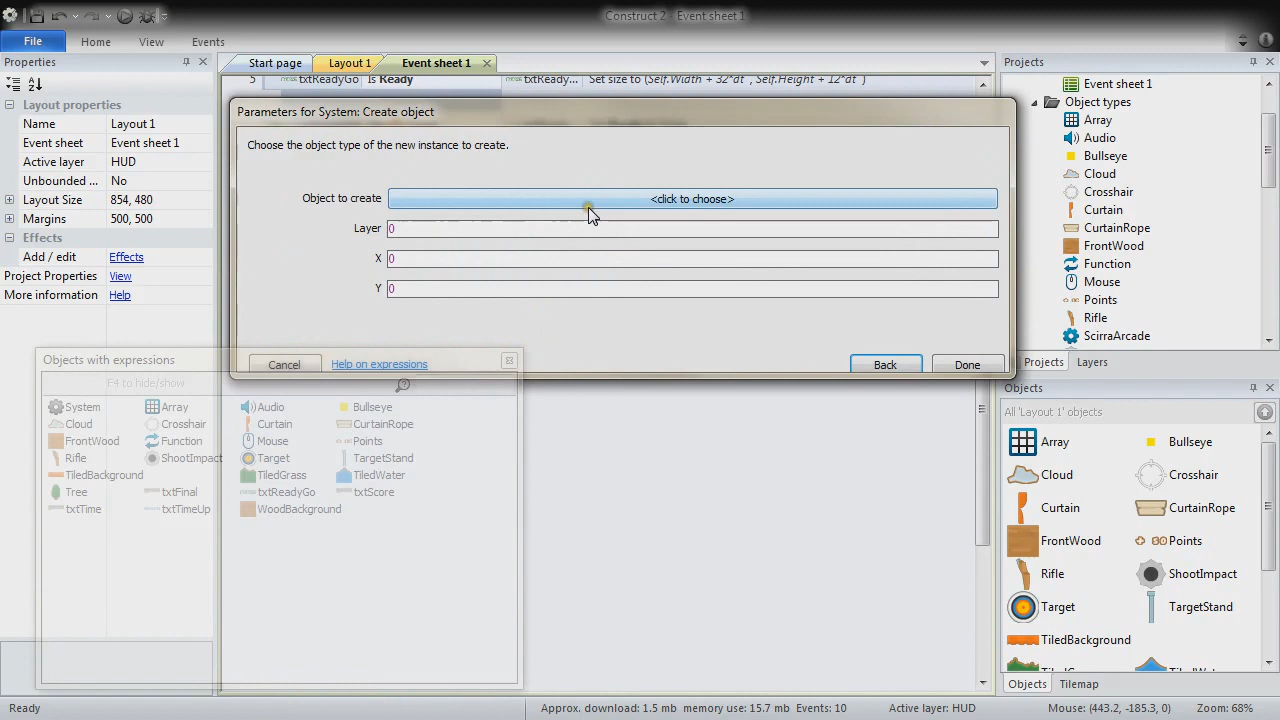 Construct 2 - Event sheet 1
File
Home
View
Events
Properties
Start page
Layout 1
Event sheet 1
Projects
Layout properties
Name
Layout 1
Event sheet
Event sheet 1
Active layer
HUD
Unbounded ...
No
Layout Size
854, 480
Margins
500, 500
Effects
Add / edit
Effects
Project Properties
View
More information
Help
5
txtReadyGo
Is Ready
txtReady...
Set size to (Self.Width + 32*dt , Self.Height + 12*dt )
Parameters for System: Create object
Choose the object type of the new instance to create.
Object to create
<click to choose>
Layer
0
X
0
Y
0
Cancel
Help on expressions
Back
Done
Objects with expressions
F4 to hide/show
System
Array
Audio
Bullseye
Cloud
Crosshair
Curtain
CurtainRope
FrontWood
Function
Mouse
Points
Rifle
ShootImpact
Target
TargetStand
TiledBackground
TiledGrass
TiledWater
Tree
txtFinal
txtReadyGo
txtScore
txtTime
txtTimeUp
WoodBackground
Event sheet 1
Object types
Array
Audio
Bullseye
Cloud
Crosshair
Curtain
CurtainRope
FrontWood
Function
Mouse
Points
Rifle
ScirraArcade
Projects
Layers
Objects
All 'Layout 1' objects
Array
Bullseye
Cloud
Crosshair
Curtain
CurtainRope
FrontWood
Points
Rifle
ShootImpact
Target
TargetStand
TiledBackground
Objects
Tilemap
Ready
Approx. download: 1.5 mb
memory use: 15.7 mb
Events: 10
Active layer: HUD
Mouse: (443.2, -185.3, 0)
Zoom: 68%